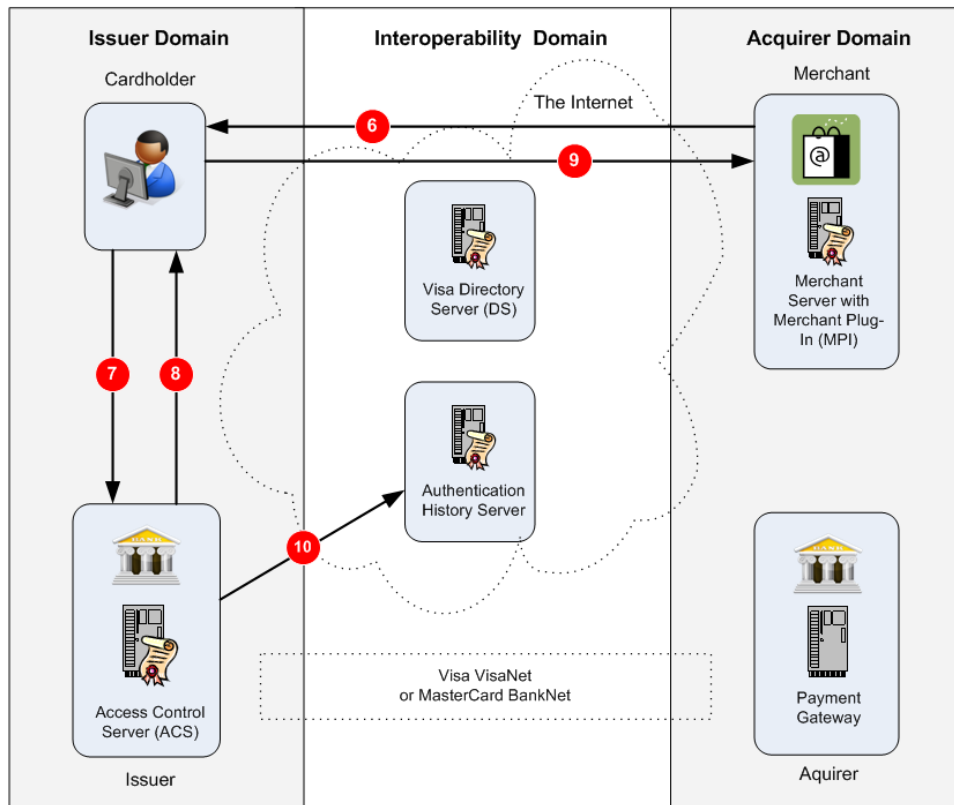 Issuer Domain
Interoperability Domain
Acquirer Domain
Cardholder
Merchant
The Internet
6
9
@
Visa Directory
Server (DS)
Merchant
Server with
Merchant Plug-
In (MPI)
7
8
Authentication
History Server
10
BANK
BANK
Visa VisaNet
or MasterCard BankNet
Access Control
Server (ACS)
Payment
Gateway
Issuer
Aquirer